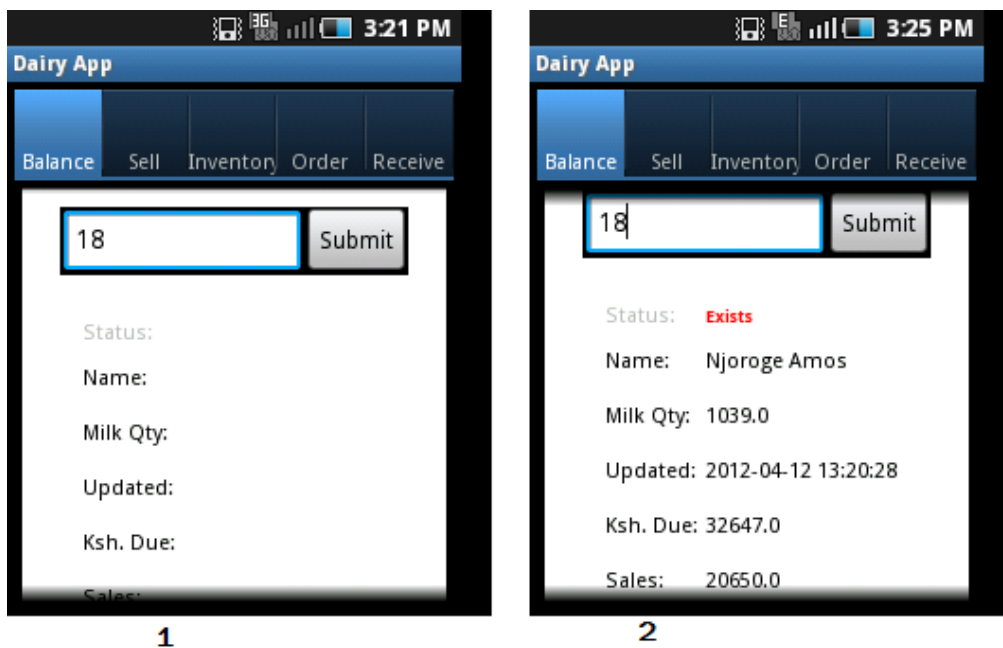 3G 3:21 PM
Dairy App
Balance Sell Inventory Order Receive
18 Submit
Status:
Name:
Milk Qty:
Updated:
Ksh. Due:
Sales:
1
E 3:25 PM
Dairy App
Balance Sell Inventory Order Receive
18 Submit
Status: Exists
Name: Njoroge Amos
Milk Qty: 1039.0
Updated: 2012-04-12 13:20:28
Ksh. Due: 32647.0
Sales: 20650.0
2